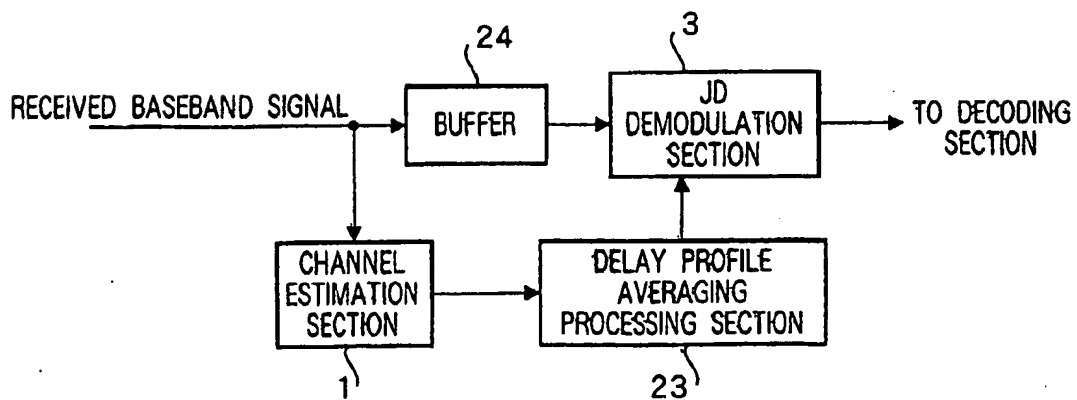 24
3
RECEIVED BASEBAND SIGNAL
BUFFER
JD
DEMODULATION
SECTION
TO DECODING
SECTION
CHANNEL
ESTIMATION
SECTION
DELAY PROFILE
AVERAGING
PROCESSING SECTION
1
23